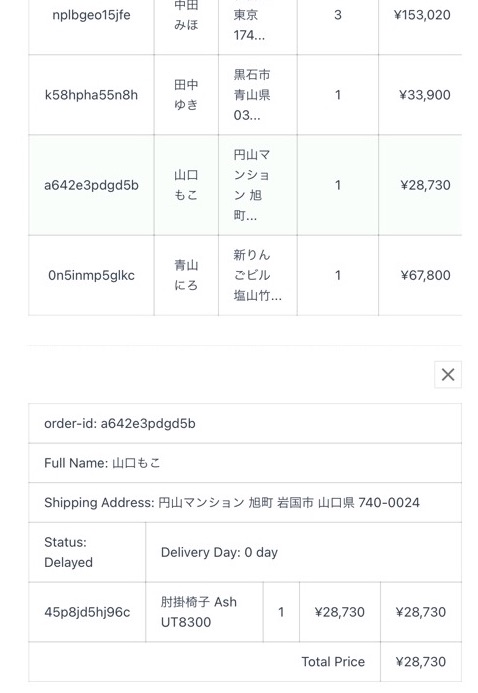 中田
みほ
東京
174...
nplbgeo15jfe
3
¥153,020
k58hpha55n8h
田中
ゆき
黒石市
青山県
03...
1
¥33,900
a642e3pdgd5b
山口
もこ
円山マ
ンショ
ン 旭
町...
1
¥28,730
0n5inmp5glkc
青山
にろ
新りん
ごビル
塩山竹...
1
¥67,800
order-id: a642e3pdgd5b
Full Name: 山口もこ
Shipping Address: 円山マンション 旭町 岩国市 山口県 740-0024
Status:
Delayed
Delivery Day: 0 day
45p8jd5hj96c
肘掛椅子 Ash
UT8300
1
¥28,730
¥28,730
Total Price
¥28,730